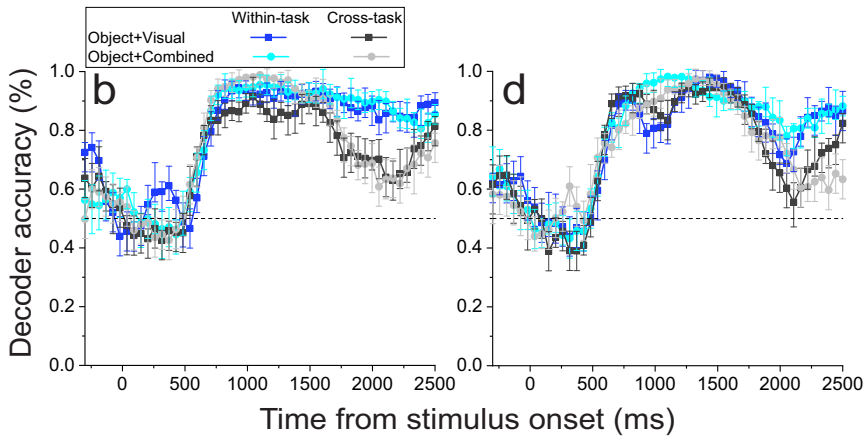 Within-task Cross-task
Object+Visual
Object+Combined
b
d
Decoder accuracy (%)
1.0
0.8
0.6
0.4
0.2
0.0
0 500 1000 1500 2000 2500
1.0
0.8
0.6
0.4
0.2
0.0
0 500 1000 1500 2000 2500
Time from stimulus onset (ms)